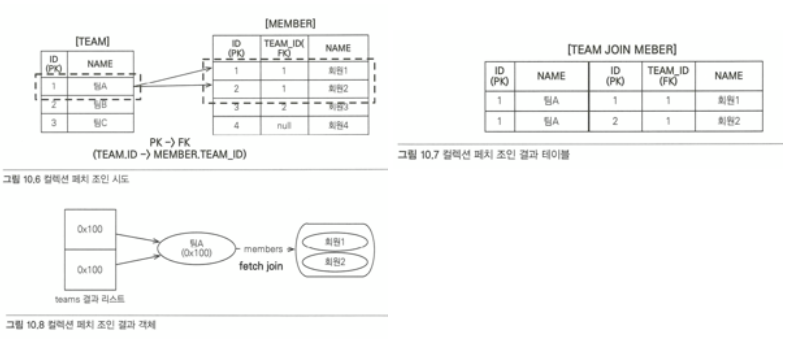 [TEAM]
ID (PK) NAME
1 팀A
2 팀B
3 팀C
[MEMBER]
ID (PK) TEAM_ID( FK) NAME
1 1 회원1
2 1 회원2
3 2 회원3
4 null 회원4
PK -> FK
(TEAM.ID -> MEMBER.TEAM_ID)
그림 10.6 컬렉션 페치 조인 시도
[TEAM JOIN MEBER]
ID (PK) NAME ID (PK) TEAM_ID (FK) NAME
1 팀A 1 1 회원1
1 팀A 2 1 회원2
그림 10.7 컬렉션 페치 조인 결과 테이블
0x100
0x100
teams 결과 리스트
팀A
(0x100)
members
fetch join
회원1
회원2
그림 10.8 컬렉션 페치 조인 결과 객체